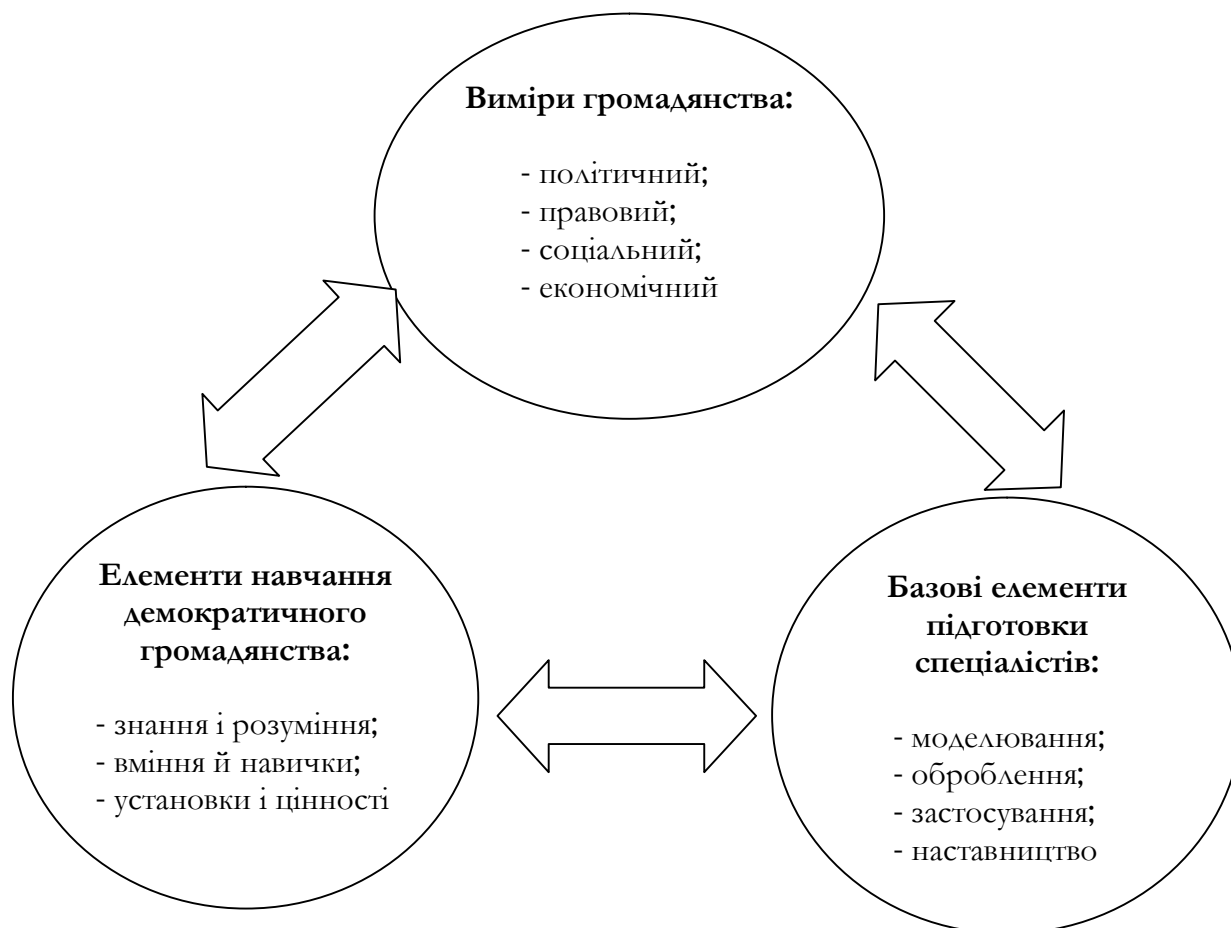 Виміри громадянства:
- політичний;
- правовий;
- соціальний;
- економічний
Елементи навчання
демократичного
громадянства:
- знання і розуміння;
- вміння й навички;
- установки і цінності
Базові елементи
підготовки
спеціалістів:
- моделювання;
- оброблення;
- застосування;
- наставництво